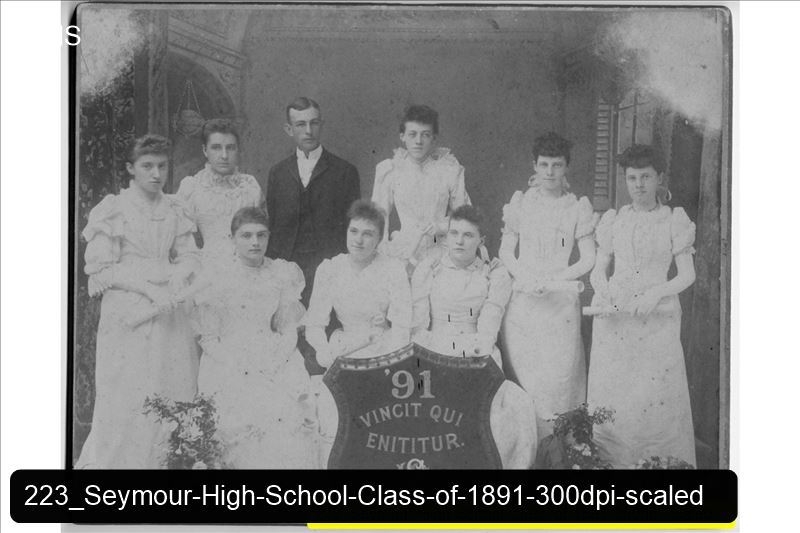 '91
VINCIT QUI
ENITITUR.
223_Seymour-High-School-Class-of-1891-300dpi-scaled